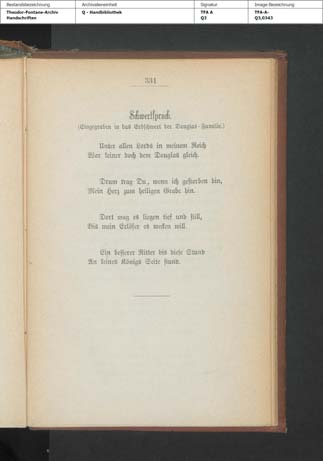 Bestandsbezeichnung Archivalieneinheit Signatur Image Bezeichnung
Theodor-Fontane-Archiv Q - Handbibliothek TFA A TFA-A-
Handschriften Q3 Q3,0343
331
Schwertspruch.
(Eingegraben in das Erbschwert der Douglas-Familie.)
Unter allen Lords in meinem Reich
War keiner doch dem Douglas gleich.
Drum trag Du, wenn ich gestorben bin,
Mein Herz zum heiligen Grabe hin.
Dort mag es liegen tief und still,
Bis mein Erlöser es wecken will.
Ein besserer Ritter bis diese Stund
An keines Königs Seite stund.